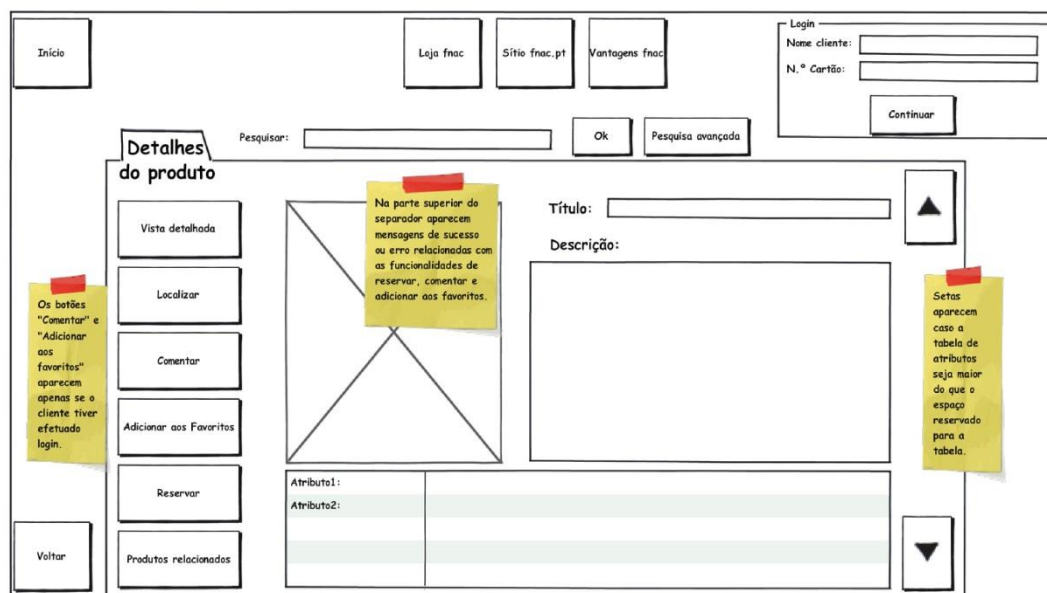 Início
Loja fnac
Sítio fnac.pt
Vantagens fnac
Login
Nome cliente:
N.º Cartão:
Continuar
Pesquisar:
Ok
Pesquisa avançada
Detalhes
do produto
Vista detalhada
Localizar
Comentar
Adicionar aos Favoritos
Reservar
Produtos relacionados
Voltar
Os botões
"Comentar" e
"Adicionar
aos
favoritos"
aparecem
apenas se o
cliente tiver
efetuado
login.
Na parte superior do
separador aparecem
mensagens de sucesso
ou erro relacionadas com
as funcionalidades de
reservar, comentar e
adicionar aos favoritos.
Título:
Descrição:
Atributo1:
Atributo2:
Setas
aparecem
caso a
tabela de
atributos
seja maior
do que o
espaço
reservado
para a
tabela.